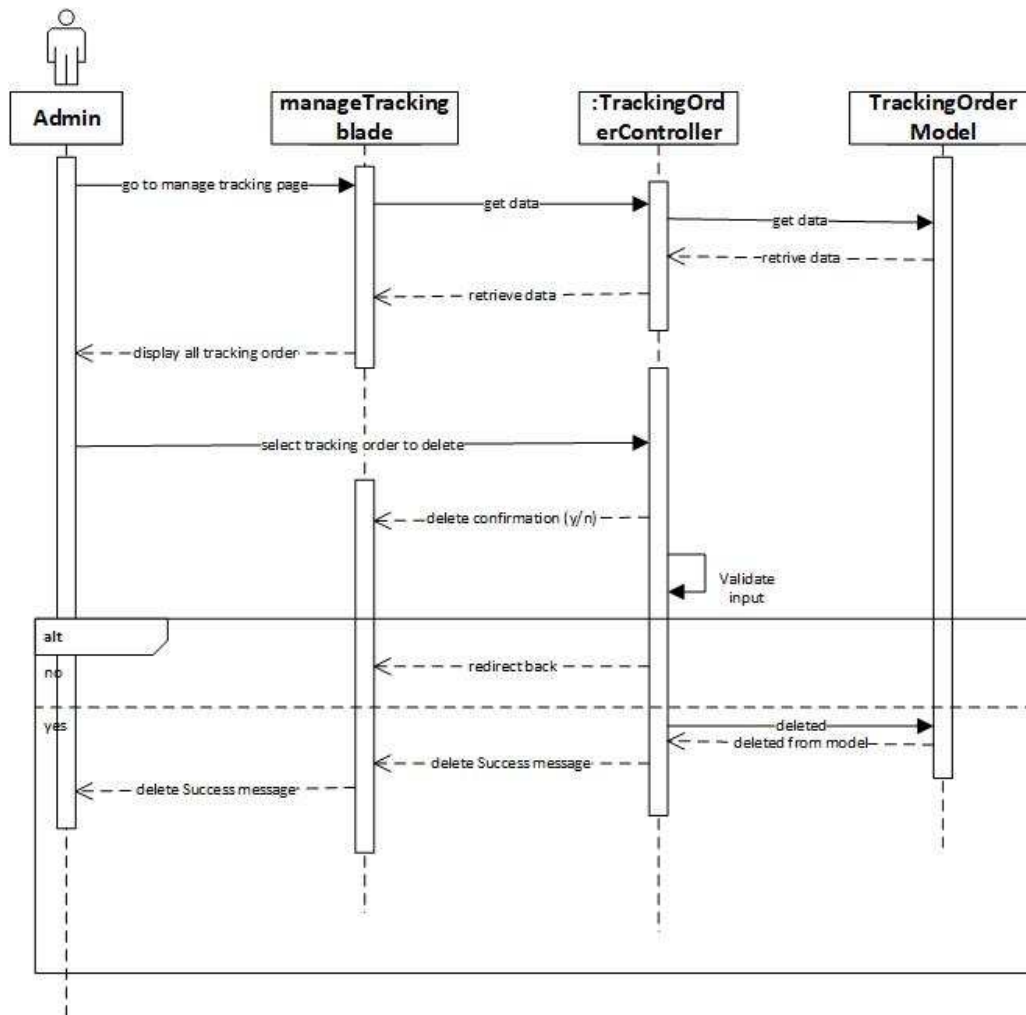 Admin
manageTracking
blade
:TrackingOrd
erController
TrackingOrder
Model
go to manage tracking page
get data
get data
retrive data
retrieve data
display all tracking order
select tracking order to delete
delete confirmation (y/n)
Validate
input
alt
no
redirect back
yes
deleted
deleted from model
delete Success message
delete Success message